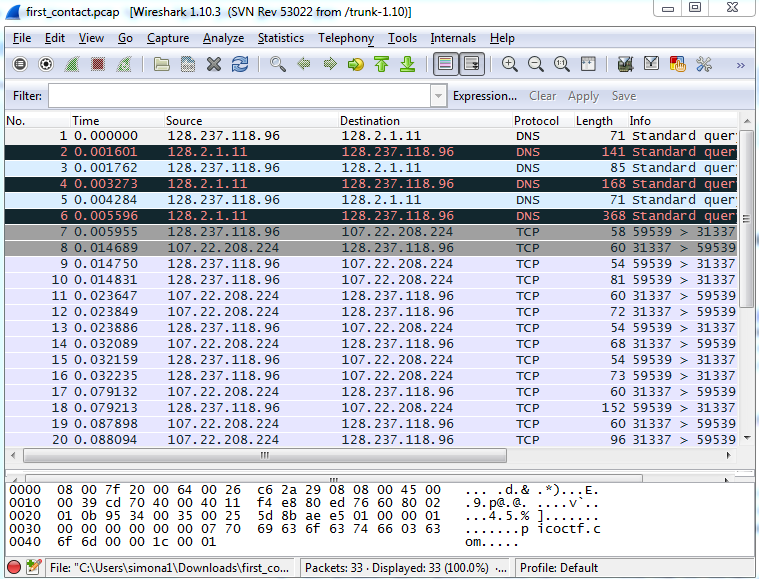 first_contact.pcap [Wireshark 1.10.3 (SVN Rev 53022 from /trunk-1.10)]
File Edit View Go Capture Analyze Statistics Telephony Tools Internals Help
Filter: Expression... Clear Apply Save
No. Time Source Destination Protocol Length Info
1 0.000000 128.237.118.96 128.2.1.11 DNS 71 Standard quer
2 0.001601 128.2.1.11 128.237.118.96 DNS 141 Standard quer
3 0.001762 128.237.118.96 128.2.1.11 DNS 85 Standard quer
4 0.003273 128.2.1.11 128.237.118.96 DNS 168 Standard quer
5 0.004284 128.237.118.96 128.2.1.11 DNS 71 Standard quer
6 0.005596 128.2.1.11 128.237.118.96 DNS 368 Standard quer
7 0.005955 128.237.118.96 107.22.208.224 TCP 58 59539 > 31337
8 0.014689 107.22.208.224 128.237.118.96 TCP 60 31337 > 59539
9 0.014750 128.237.118.96 107.22.208.224 TCP 54 59539 > 31337
10 0.014831 128.237.118.96 107.22.208.224 TCP 81 59539 > 31337
11 0.023647 107.22.208.224 128.237.118.96 TCP 60 31337 > 59539
12 0.023849 107.22.208.224 128.237.118.96 TCP 72 31337 > 59539
13 0.023886 128.237.118.96 107.22.208.224 TCP 54 59539 > 31337
14 0.032089 107.22.208.224 128.237.118.96 TCP 68 31337 > 59539
15 0.032159 128.237.118.96 107.22.208.224 TCP 54 59539 > 31337
16 0.032235 128.237.118.96 107.22.208.224 TCP 73 59539 > 31337
17 0.079132 107.22.208.224 128.237.118.96 TCP 60 31337 > 59539
18 0.079213 128.237.118.96 107.22.208.224 TCP 152 59539 > 31337
19 0.087898 107.22.208.224 128.237.118.96 TCP 60 31337 > 59539
20 0.088094 107.22.208.224 128.237.118.96 TCP 96 31337 > 59539
0000 08 00 7f 20 00 64 00 26 c6 2a 29 08 08 00 45 00 ... .d.& .*)...E.
0010 00 39 cd 70 40 00 40 11 f4 e8 80 ed 76 60 80 02 .9.p@.@. ....v`..
0020 01 0b 95 34 00 35 00 25 5d 8b ae e5 01 00 00 01 ...4.5.% ].......
0030 00 00 00 00 00 00 07 70 69 63 6f 63 74 66 03 63 .......p icoctf.c
0040 6f 6d 00 00 1c 00 01 om.....
File: "C:\Users\simona1\Downloads\first_co... Packets: 33 · Displayed: 33 (100.0%) ·... Profile: Default